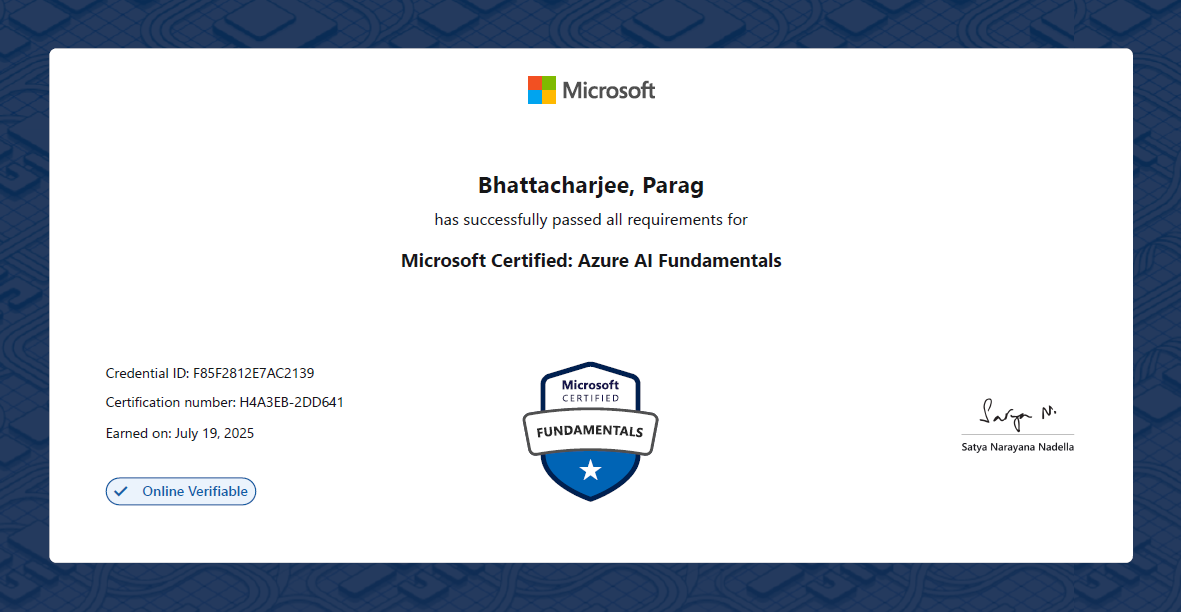 Microsoft
Bhattacharjee, Parag
has successfully passed all requirements for
Microsoft Certified: Azure AI Fundamentals
Credential ID: F85F2812E7AC2139
Certification number: H4A3EB-2DD641
Earned on: July 19, 2025
Online Verifiable
Microsoft
CERTIFIED
FUNDAMENTALS
Satya N.
Satya Narayana Nadella